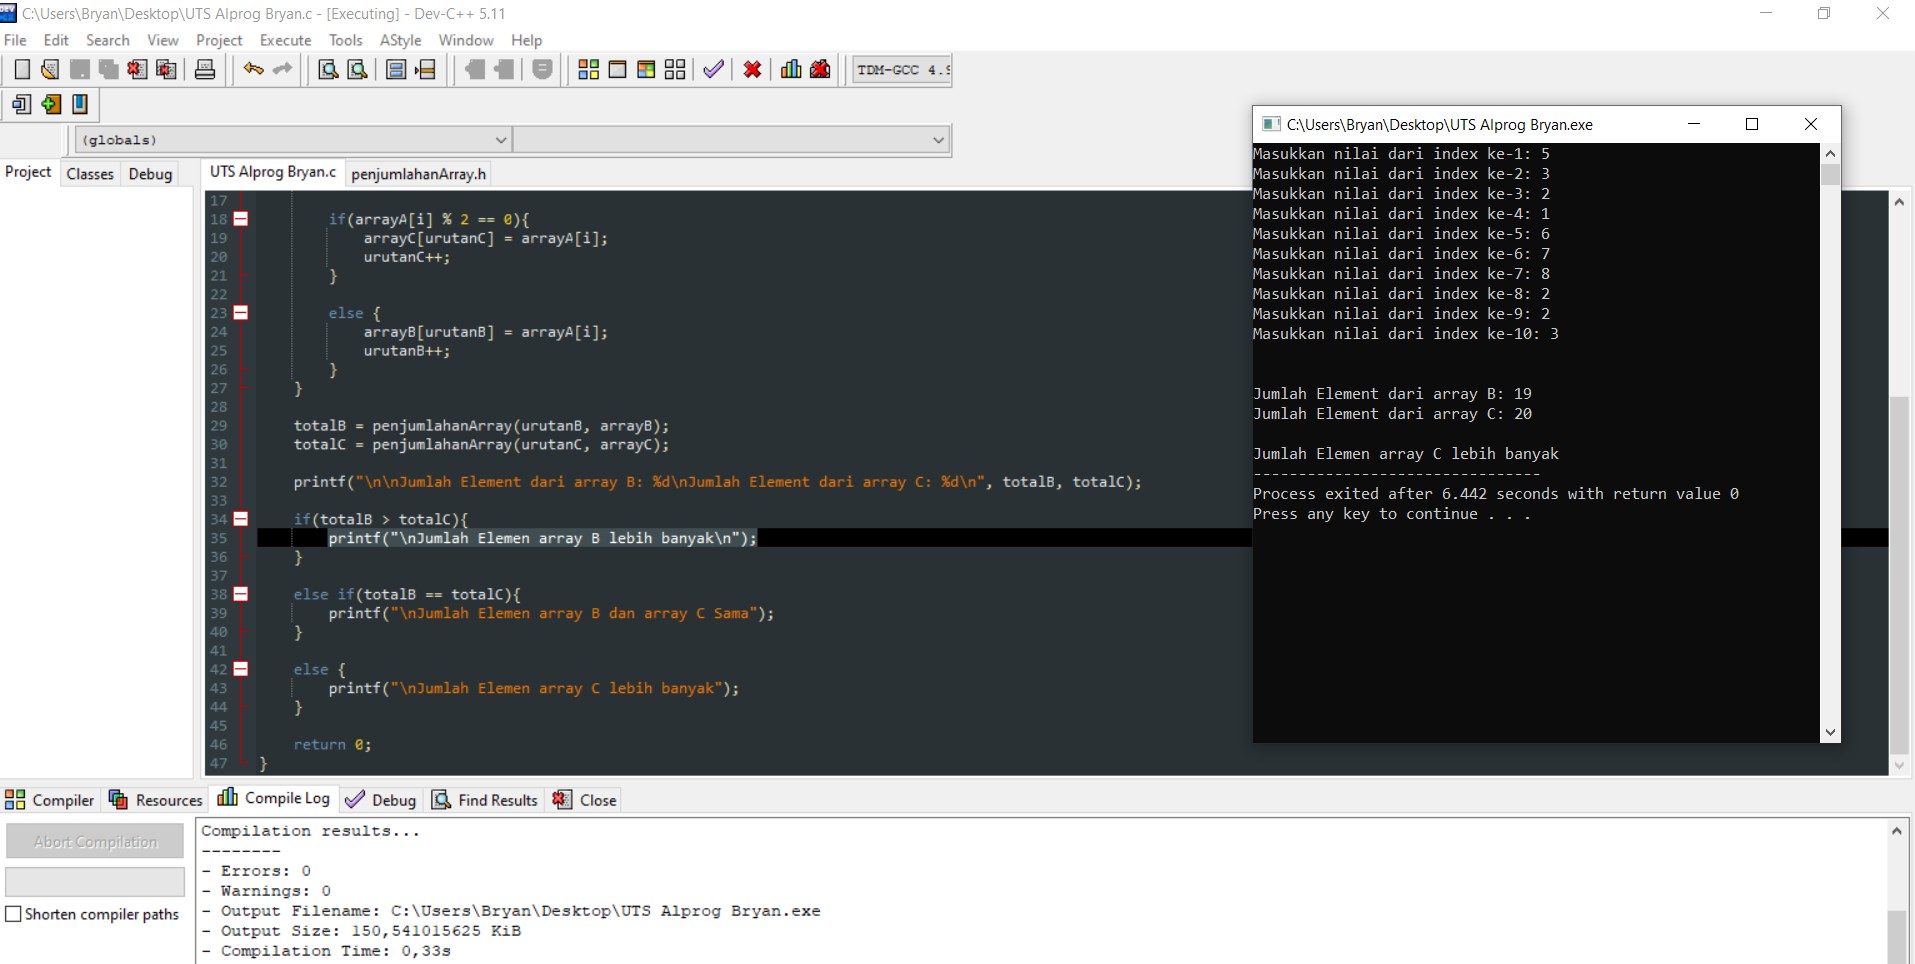 C:\Users\Bryan\Desktop\UTS Alprog Bryan.c - [Executing] - Dev-C++ 5.11
File Edit Search View Project Execute Tools AStyle Window Help
TDM-GCC 4.9
(globals)
Project Classes Debug
UTS Alprog Bryan.c penjumlahanArray.h
17
18 if(arrayA[i] % 2 == 0){
19 arrayC[urutanC] = arrayA[i];
20 urutanC++;
21 }
22
23 else {
24 arrayB[urutanB] = arrayA[i];
25 urutanB++;
26 }
27 }
28
29 totalB = penjumlahanArray(urutanB, arrayB);
30 totalC = penjumlahanArray(urutanC, arrayC);
31
32 printf("\n\nJumlah Element dari array B: %d\nJumlah Element dari array C: %d\n", totalB, totalC);
33
34 if(totalB > totalC){
35 printf("\nJumlah Elemen array B lebih banyak\n");
36 }
37
38 else if(totalB == totalC){
39 printf("\nJumlah Elemen array B dan array C Sama");
40 }
41
42 else {
43 printf("\nJumlah Elemen array C lebih banyak");
44 }
45
46 return 0;
47 }
C:\Users\Bryan\Desktop\UTS Alprog Bryan.exe
Masukkan nilai dari index ke-1: 5
Masukkan nilai dari index ke-2: 3
Masukkan nilai dari index ke-3: 2
Masukkan nilai dari index ke-4: 1
Masukkan nilai dari index ke-5: 6
Masukkan nilai dari index ke-6: 7
Masukkan nilai dari index ke-7: 8
Masukkan nilai dari index ke-8: 2
Masukkan nilai dari index ke-9: 2
Masukkan nilai dari index ke-10: 3
Jumlah Element dari array B: 19
Jumlah Element dari array C: 20
Jumlah Elemen array C lebih banyak
--------------------------------
Process exited after 6.442 seconds with return value 0
Press any key to continue . . .
Compiler Resources Compile Log Debug Find Results Close
Abort Compilation
Shorten compiler paths
Compilation results...
--------
- Errors: 0
- Warnings: 0
- Output Filename: C:\Users\Bryan\Desktop\UTS Alprog Bryan.exe
- Output Size: 150,541015625 KiB
- Compilation Time: 0,33s